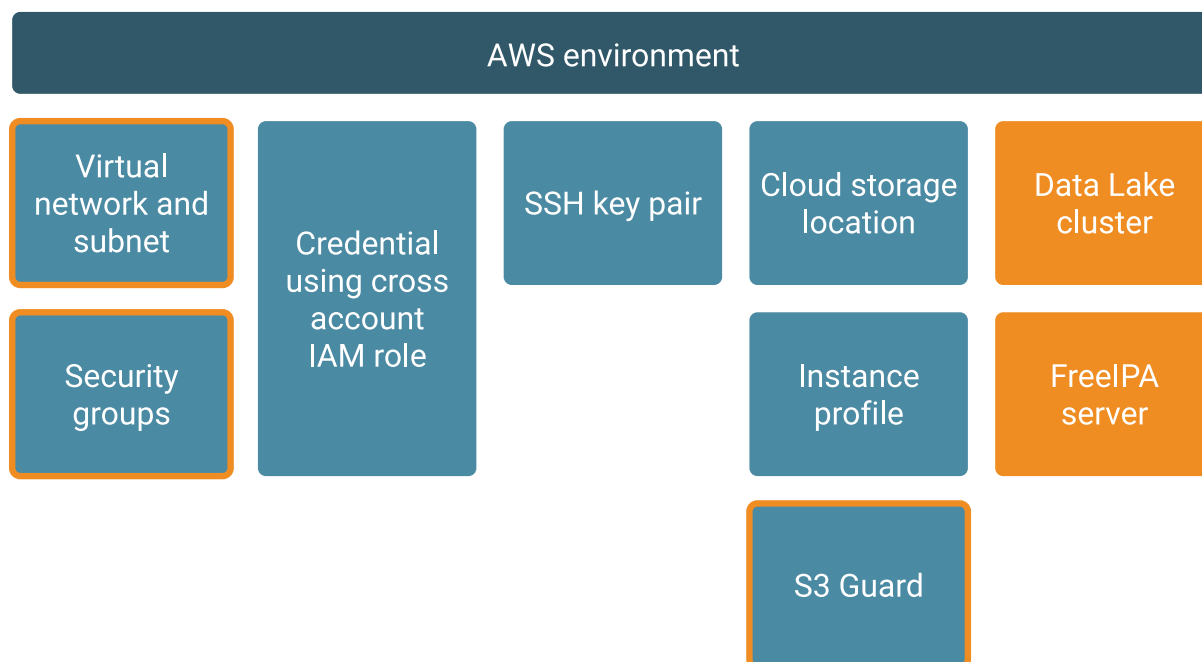 AWS environment
Virtual
network and
subnet
Credential
using cross
account
IAM role
SSH key pair
Cloud storage
location
Data Lake
cluster
Security
groups
Instance
profile
FreeIPA
server
S3 Guard